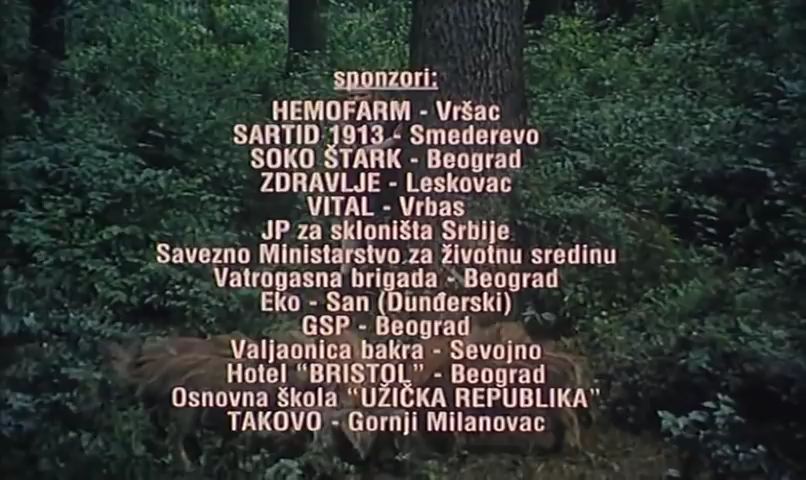 sponzori:
HEMOFARM - Vršac
SARTID 1913 - Smederevo
SOKO ŠTARK - Beograd
ZDRAVLJE - Leskovac
VITAL - Vrbas
JP za skloništa Srbije
Savezno Ministarstvo za životnu sredinu
Vatrogasna brigada - Beograd
Eko - San (Dunđerski)
GSP - Beograd
Valjaonica bakra - Sevojno
Hotel “BRISTOL” - Beograd
Osnovna škola “UŽIČKA REPUBLIKA”
TAKOVO - Gornji Milanovac